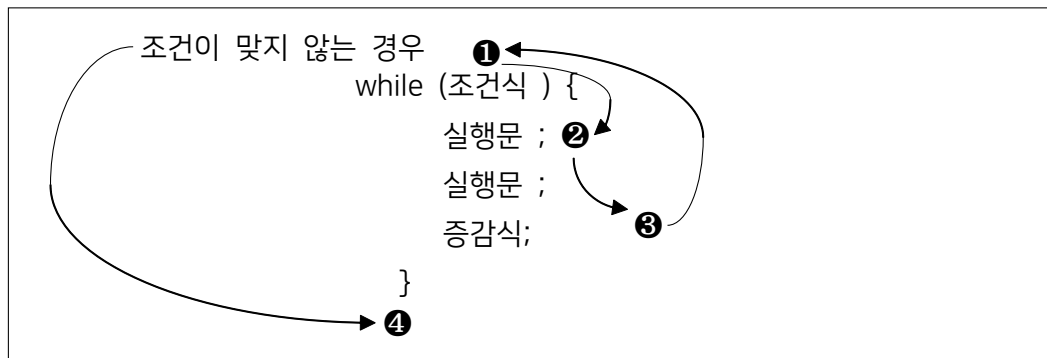 조건이 맞지 않는 경우 ❶
while (조건식 ) {
실행문 ; ❷
실행문 ;
증감식; ❸
}
❹